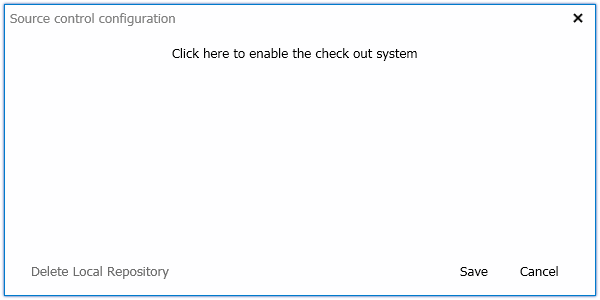 Source control configuration
Click here to enable the check out system
Delete Local Repository
Save
Cancel